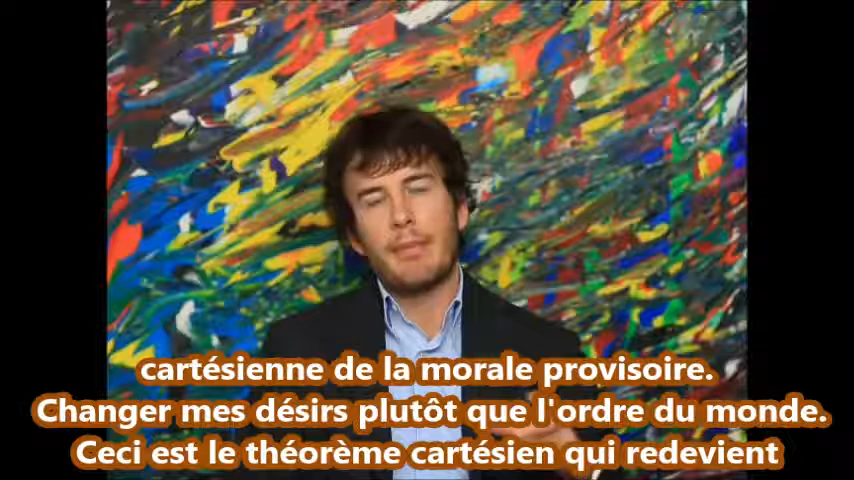 cartésienne de la morale provisoire.
Changer mes désirs plutôt que l'ordre du monde.
Ceci est le théorème cartésien qui redevient